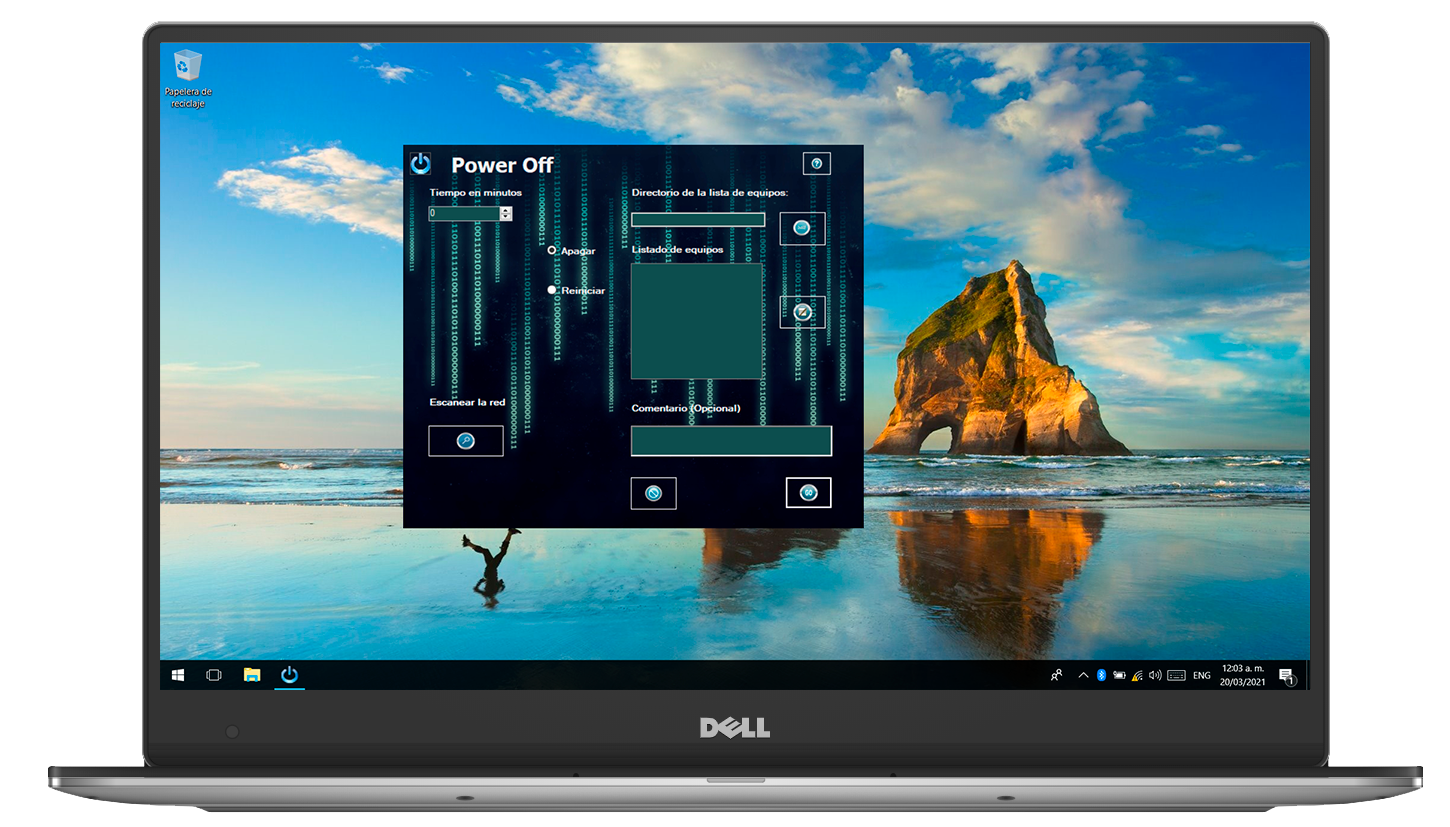 Papelera de
reciclaje
Power Off
Tiempo en minutos
0
Apagar
Reiniciar
Escanear la red
Directorio de la lista de equipos:
Listado de equipos
Comentario (Opcional)
GO
ENG
12:03 a. m.
20/03/2021
1
DELL